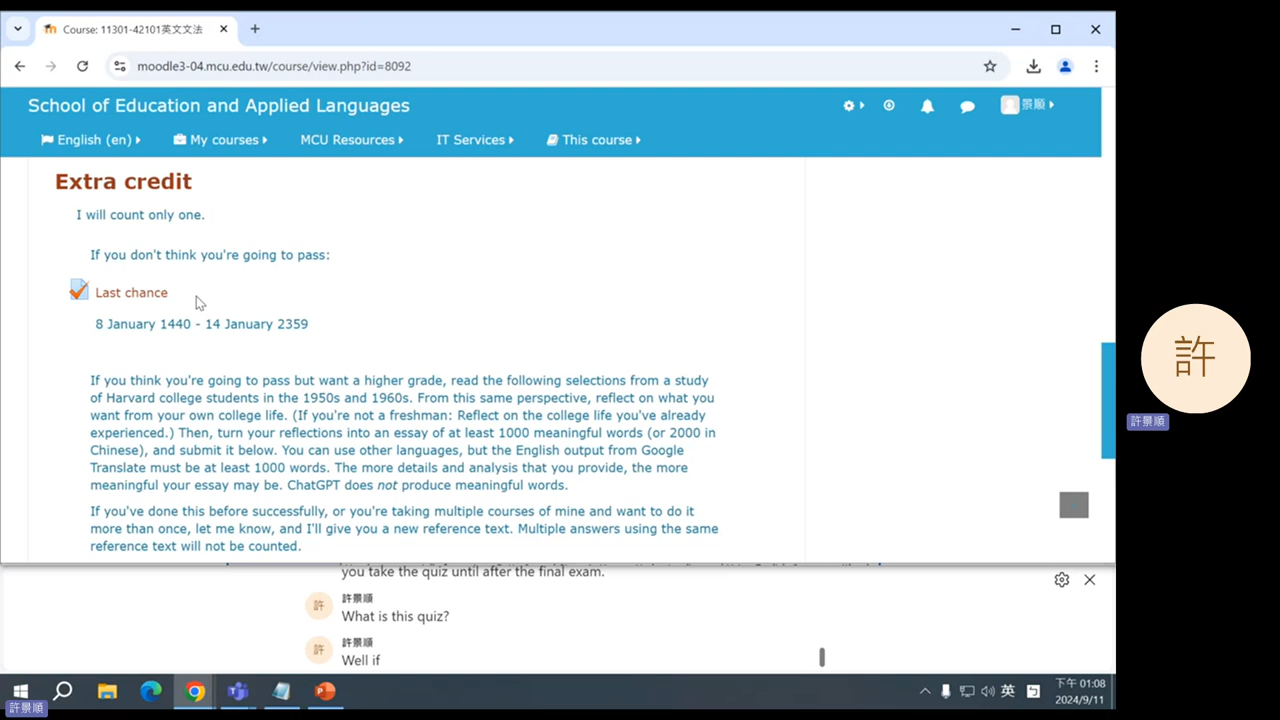 Course: 11301-42101英文文法
moodle3-04.mcu.edu.tw/course/view.php?id=8092
School of Education and Applied Languages
景順
English (en)
My courses
MCU Resources
IT Services
This course
Extra credit
I will count only one.
If you don't think you're going to pass:
Last chance
8 January 1440 - 14 January 2359
If you think you're going to pass but want a higher grade, read the following selections from a study
of Harvard college students in the 1950s and 1960s. From this same perspective, reflect on what you
want from your own college life. (If you're not a freshman: Reflect on the college life you've already
experienced.) Then, turn your reflections into an essay of at least 1000 meaningful words (or 2000 in
Chinese), and submit it below. You can use other languages, but the English output from Google
Translate must be at least 1000 words. The more details and analysis that you provide, the more
meaningful your essay may be. ChatGPT does not produce meaningful words.
If you've done this before successfully, or you're taking multiple courses of mine and want to do it
more than once, let me know, and I'll give you a new reference text. Multiple answers using the same
reference text will not be counted.
you take the quiz until after the final exam.
許
許景順
What is this quiz?
許
許景順
Well if
許
許景順
英
下午 01:08
2024/9/11
許景順